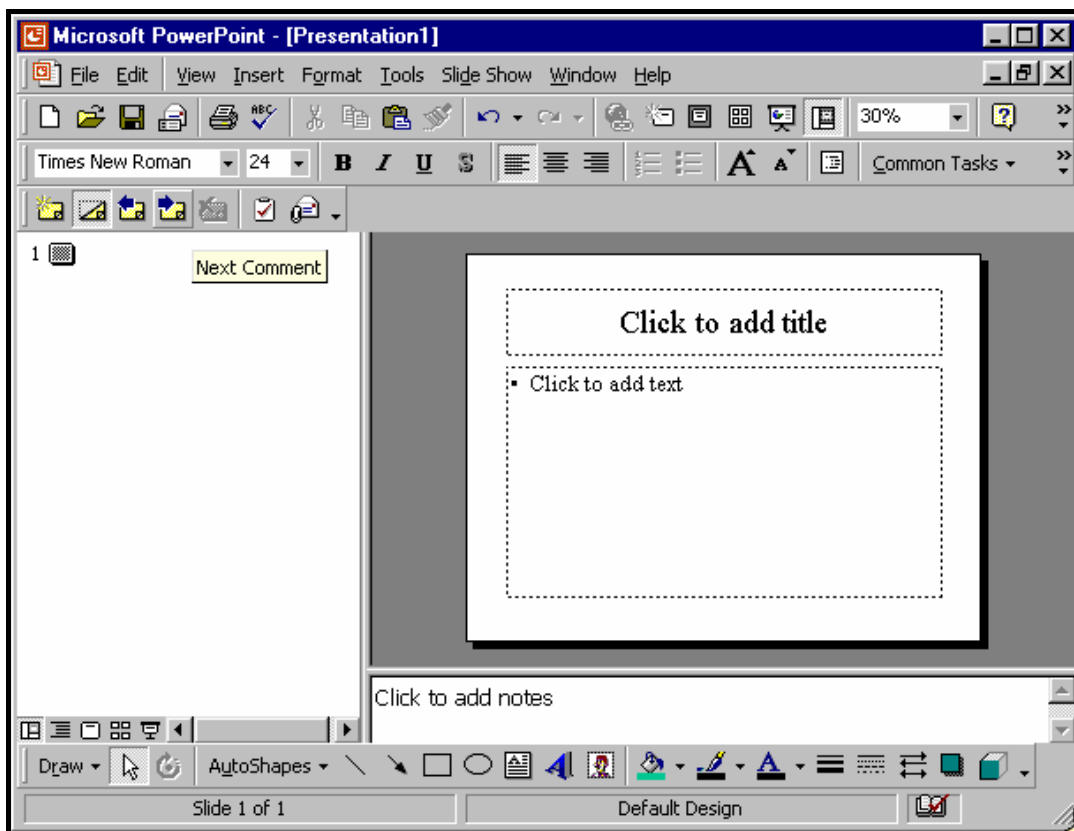 Microsoft PowerPoint - [Presentation1]
File Edit View Insert Format Tools Slide Show Window Help
ABC 30% ?
Times New Roman 24 B I U S A A Common Tasks
1
Next Comment
Click to add title
▪ Click to add text
Click to add notes
Draw AutoShapes A A
Slide 1 of 1 Default Design